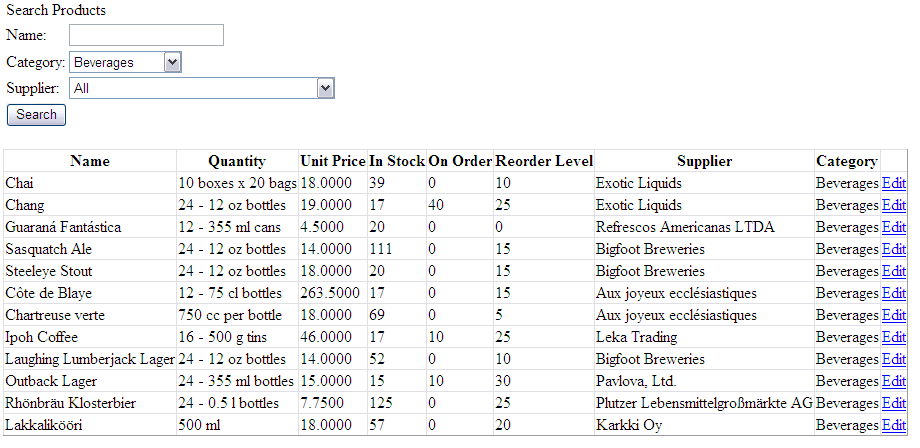 Search Products
Name:
Category: Beverages
Supplier: All
Search
Name Quantity Unit Price In Stock On Order Reorder Level Supplier Category
Chai 10 boxes x 20 bags 18.0000 39 0 10 Exotic Liquids Beverages Edit
Chang 24 - 12 oz bottles 19.0000 17 40 25 Exotic Liquids Beverages Edit
Guaraná Fantástica 12 - 355 ml cans 4.5000 20 0 0 Refrescos Americanas LTDA Beverages Edit
Sasquatch Ale 24 - 12 oz bottles 14.0000 111 0 15 Bigfoot Breweries Beverages Edit
Steeleye Stout 24 - 12 oz bottles 18.0000 20 0 15 Bigfoot Breweries Beverages Edit
Côte de Blaye 12 - 75 cl bottles 263.5000 17 0 15 Aux joyeux ecclésiastiques Beverages Edit
Chartreuse verte 750 cc per bottle 18.0000 69 0 5 Aux joyeux ecclésiastiques Beverages Edit
Ipoh Coffee 16 - 500 g tins 46.0000 17 10 25 Leka Trading Beverages Edit
Laughing Lumberjack Lager 24 - 12 oz bottles 14.0000 52 0 10 Bigfoot Breweries Beverages Edit
Outback Lager 24 - 355 ml bottles 15.0000 15 10 30 Pavlova, Ltd. Beverages Edit
Rhönbräu Klosterbier 24 - 0.5 l bottles 7.7500 125 0 25 Plutzer Lebensmittelgroßmärkte AG Beverages Edit
Lakkalikööri 500 ml 18.0000 57 0 20 Karkki Oy Beverages Edit